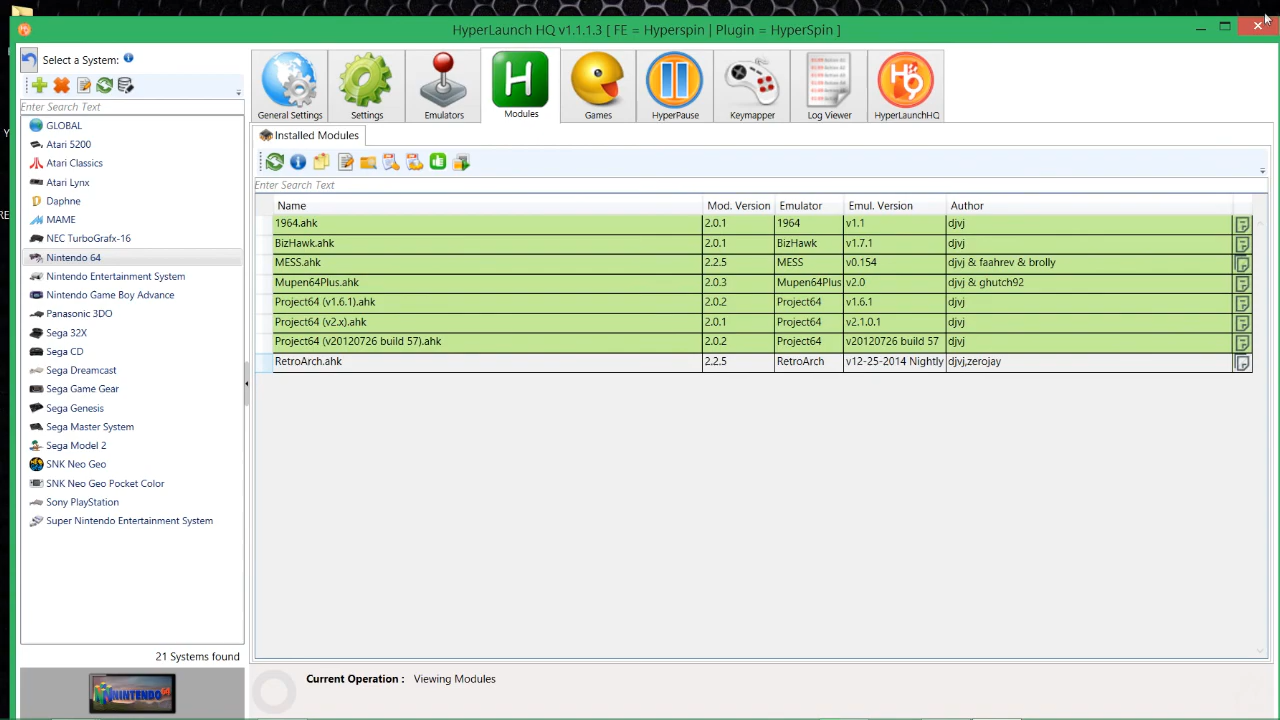 HyperLaunch HQ v1.1.1.3 [ FE = Hyperspin | Plugin = HyperSpin ]
Select a System:
Enter Search Text
GLOBAL
Atari 5200
Atari Classics
Atari Lynx
Daphne
MAME
NEC TurboGrafx-16
Nintendo 64
Nintendo Entertainment System
Nintendo Game Boy Advance
Panasonic 3DO
Sega 32X
Sega CD
Sega Dreamcast
Sega Game Gear
Sega Genesis
Sega Master System
Sega Model 2
SNK Neo Geo
SNK Neo Geo Pocket Color
Sony PlayStation
Super Nintendo Entertainment System
21 Systems found
NINTENDO 64
General Settings Settings Emulators Modules Games HyperPause Keymapper Log Viewer HyperLaunchHQ
Installed Modules
Enter Search Text
Name Mod. Version Emulator Emul. Version Author
1964.ahk 2.0.1 1964 v1.1 djvj
BizHawk.ahk 2.0.1 BizHawk v1.7.1 djvj
MESS.ahk 2.2.5 MESS v0.154 djvj & faahrev & brolly
Mupen64Plus.ahk 2.0.3 Mupen64Plus v2.0 djvj & ghutch92
Project64 (v1.6.1).ahk 2.0.2 Project64 v1.6.1 djvj
Project64 (v2.x).ahk 2.0.1 Project64 v2.1.0.1 djvj
Project64 (v20120726 build 57).ahk 2.0.2 Project64 v20120726 build 57 djvj
RetroArch.ahk 2.2.5 RetroArch v12-25-2014 Nightly djvj,zerojay
Current Operation : Viewing Modules